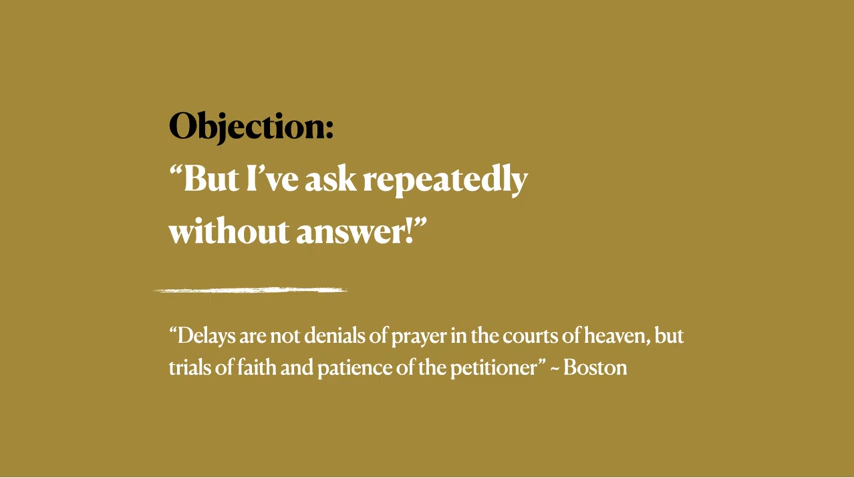 Objection:
“But I’ve ask repeatedly
without answer!”
“Delays are not denials of prayer in the courts of heaven, but
trials of faith and patience of the petitioner” ~ Boston